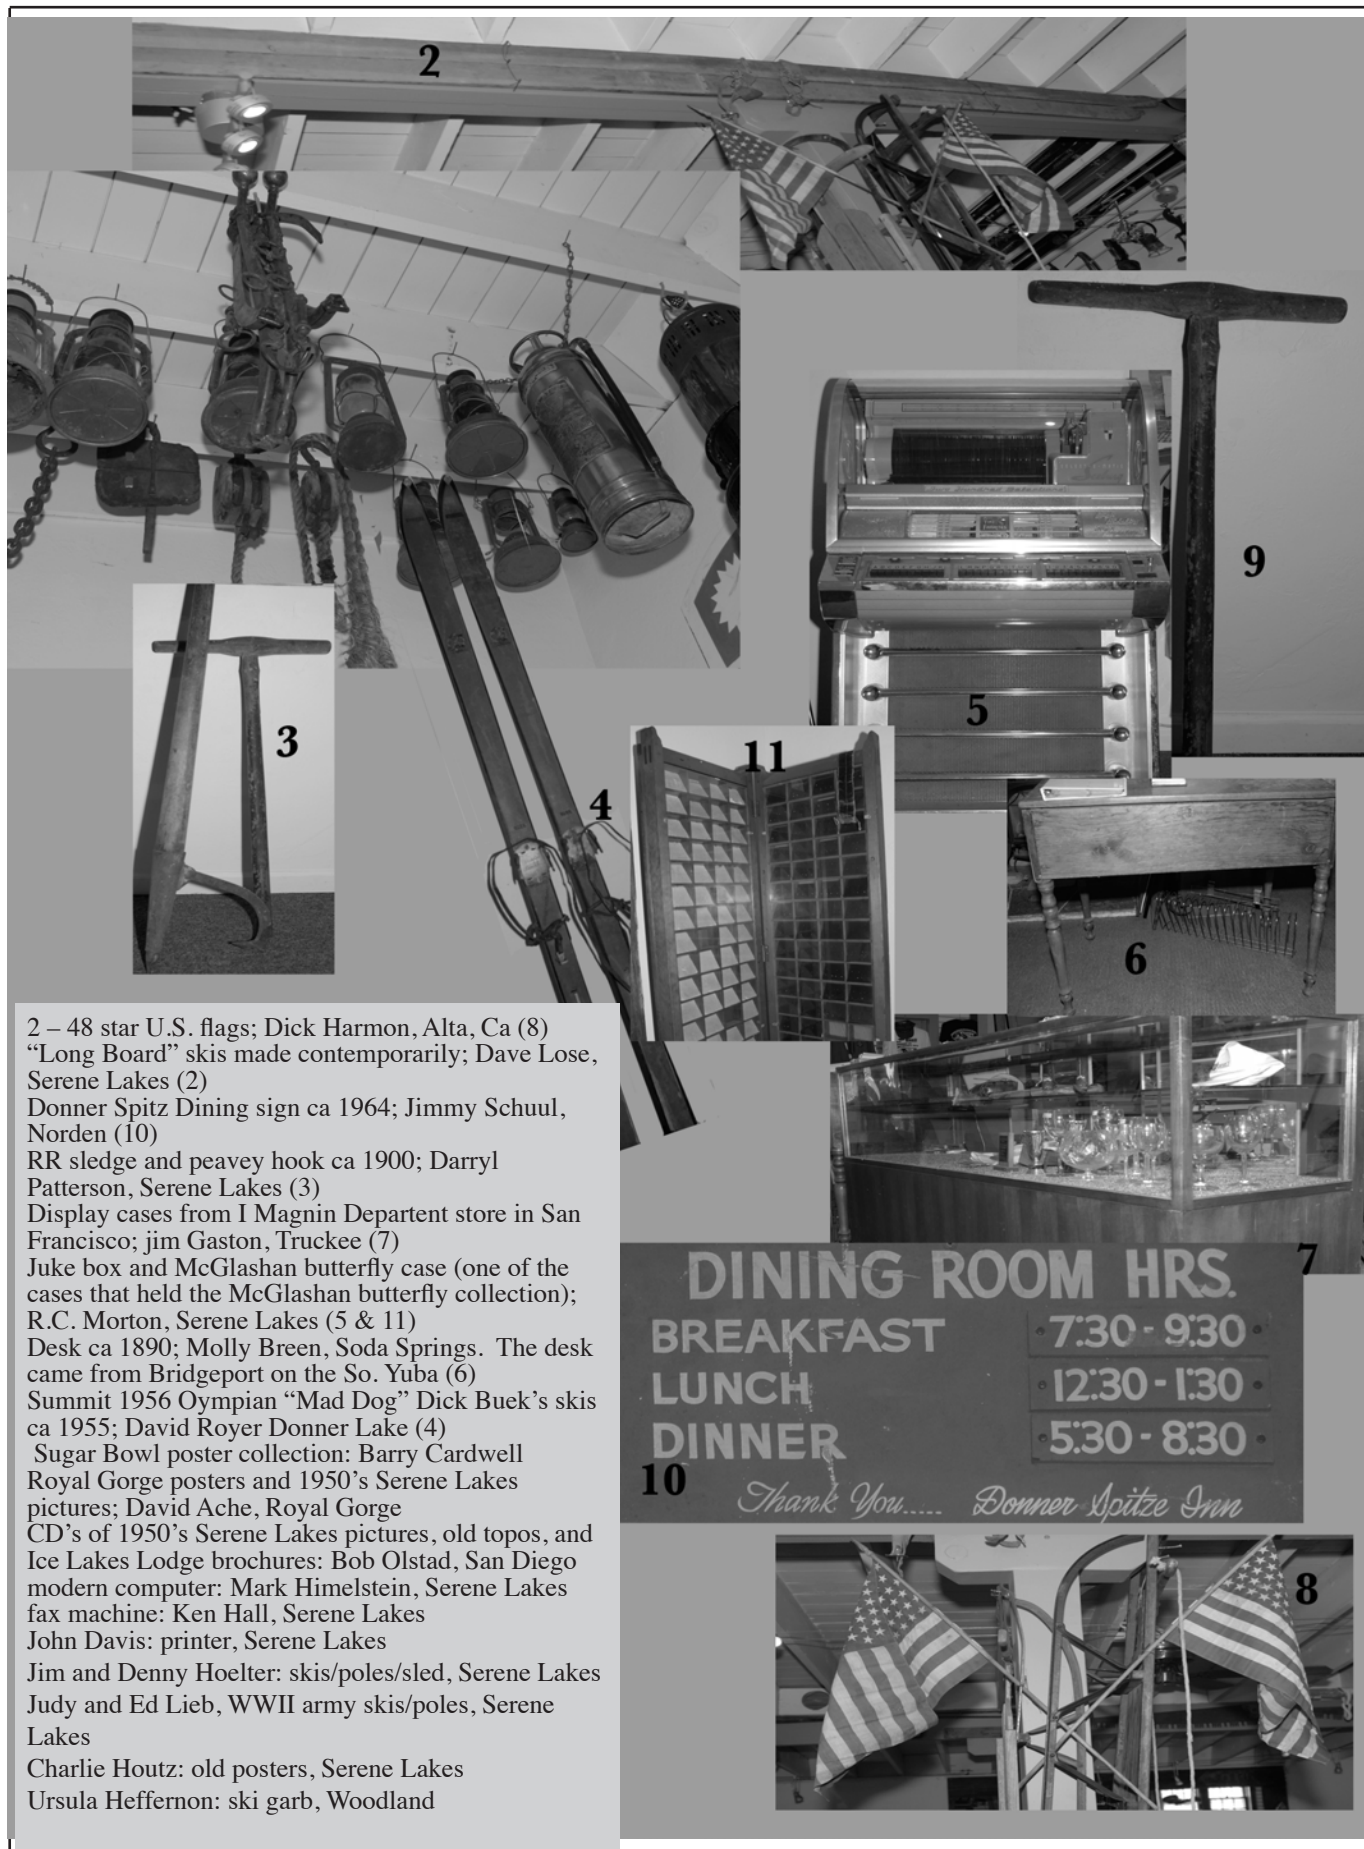 2
9
3
5
11
4
6
2 – 48 star U.S. flags; Dick Harmon, Alta, Ca (8)
“Long Board” skis made contemporarily; Dave Lose,
Serene Lakes (2)
Donner Spitz Dining sign ca 1964; Jimmy Schuul,
Norden (10)
RR sledge and peavey hook ca 1900; Darryl
Patterson, Serene Lakes (3)
Display cases from I Magnin Departent store in San
Francisco; jim Gaston, Truckee (7)
Juke box and McGlashan butterfly case (one of the
cases that held the McGlashan butterfly collection);
R.C. Morton, Serene Lakes (5 & 11)
Desk ca 1890; Molly Breen, Soda Springs.  The desk
came from Bridgeport on the So. Yuba (6)
Summit 1956 Oympian “Mad Dog” Dick Buek’s skis
ca 1955; David Royer Donner Lake (4)
Sugar Bowl poster collection: Barry Cardwell
Royal Gorge posters and 1950’s Serene Lakes
pictures; David Ache, Royal Gorge
CD’s of 1950’s Serene Lakes pictures, old topos, and
Ice Lakes Lodge brochures: Bob Olstad, San Diego
modern computer: Mark Himelstein, Serene Lakes
fax machine: Ken Hall, Serene Lakes
John Davis: printer, Serene Lakes
Jim and Denny Hoelter: skis/poles/sled, Serene Lakes
Judy and Ed Lieb, WWII army skis/poles, Serene
Lakes
Charlie Houtz: old posters, Serene Lakes
Ursula Heffernon: ski garb, Woodland
7
DINING ROOM HRS.
BREAKFAST 7:30 - 9:30
LUNCH 12:30 - 1:30
DINNER 5:30 - 8:30
10
Thank You..... Donner Spitze Inn
8